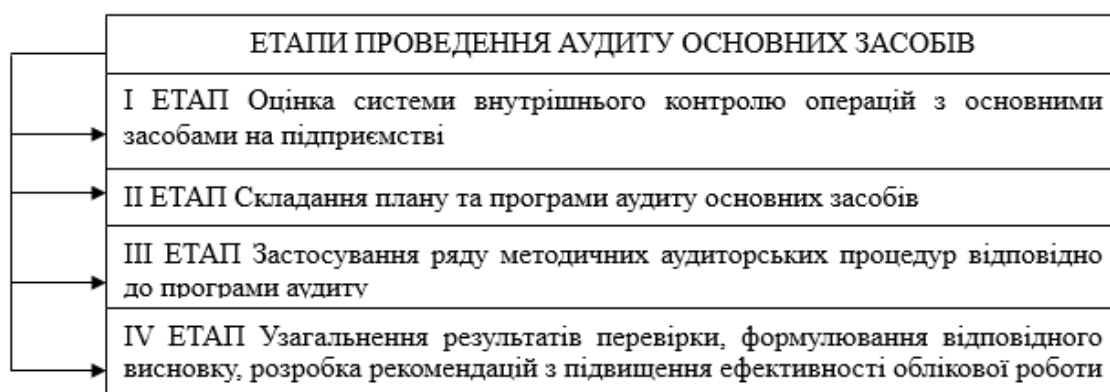 ЕТАПИ ПРОВЕДЕННЯ АУДИТУ ОСНОВНИХ ЗАСОБІВ
І ЕТАП Оцінка системи внутрішнього контролю операцій з основними
засобами на підприємстві
ІІ ЕТАП Складання плану та програми аудиту основних засобів
ІІІ ЕТАП Застосування ряду методичних аудиторських процедур відповідно
до програми аудиту
IV ЕТАП Узагальнення результатів перевірки, формулювання відповідного
висновку, розробка рекомендацій з підвищення ефективності облікової роботи